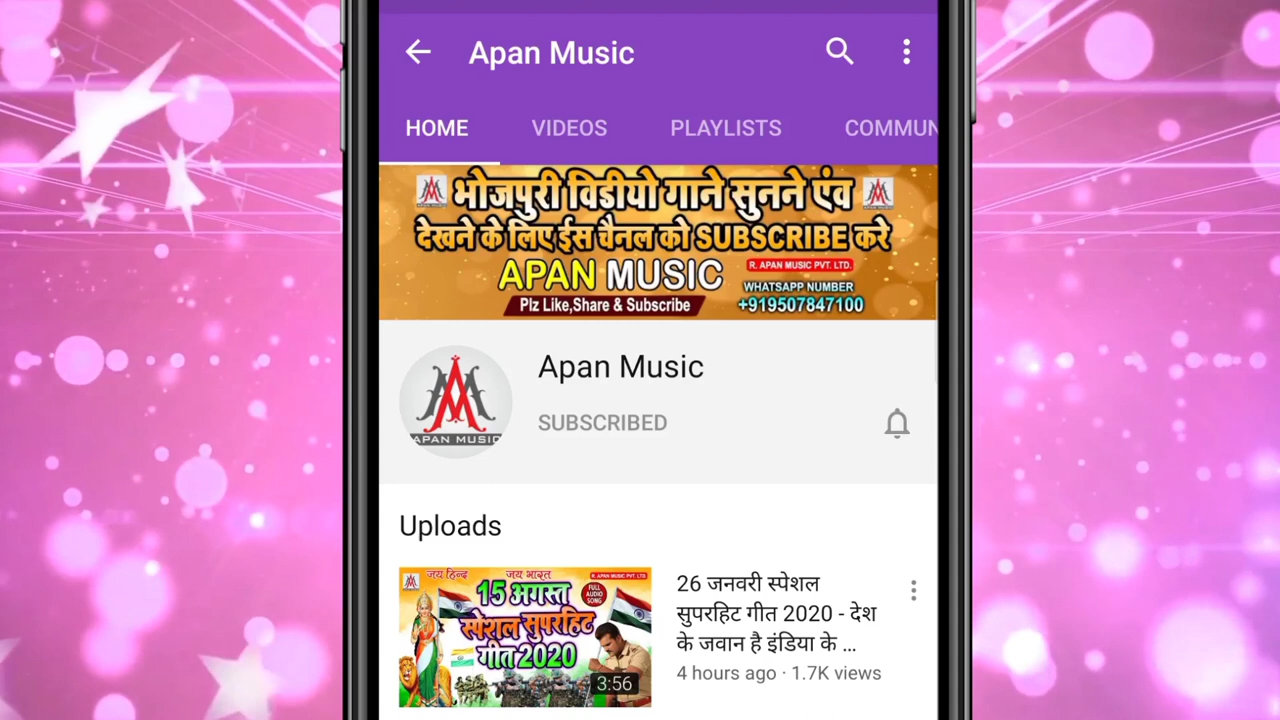 Apan Music
HOME VIDEOS PLAYLISTS COMMUN
भोजपुरी विडीयो गाने सुनने एंव
देखने के लिए ईस चैनल को SUBSCRIBE करे
APAN MUSIC
R. APAN MUSIC PVT. LTD.
WHATSAPP NUMBER
+919507847100
Plz Like,Share & Subscribe
Apan Music
SUBSCRIBED
APAN MUSIC
Uploads
जय हिन्द जय भारत
R. APAN MUSIC PVT. LTD
15 अगस्त
FULL
AUDIO
SONG
स्पेशल सुपरहिट
गीत 2020
3:56
26 जनवरी स्पेशल
सुपरहिट गीत 2020 - देश
के जवान है इंडिया के ...
4 hours ago · 1.7K views